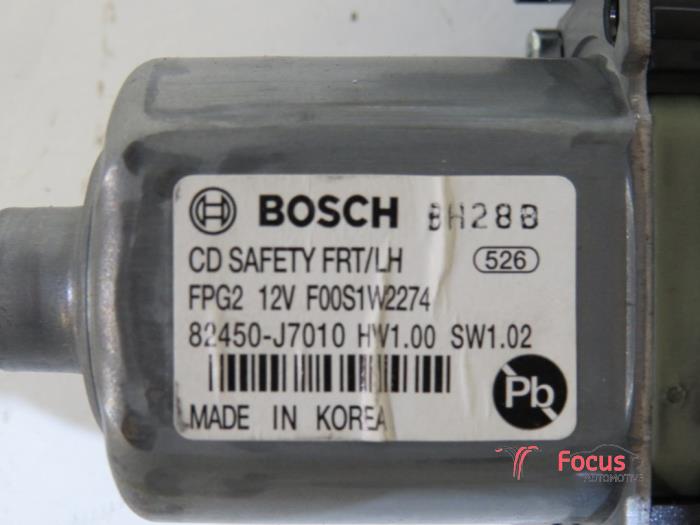 BOSCH BH28B
CD SAFETY FRT/LH 526
FPG2 12V F00S1W2274
82450-J7010 HW1.00 SW1.02
MADE IN KOREA
Pb
Focus
AUTOMOTIVE